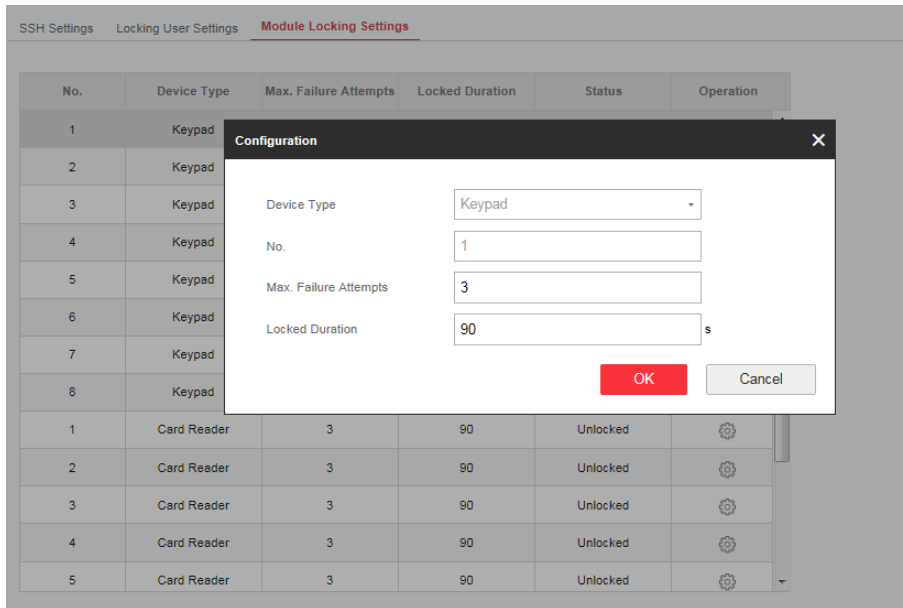 SSH Settings Locking User Settings Module Locking Settings
No. Device Type Max. Failure Attempts Locked Duration Status Operation
1 Keypad
Configuration
2 Keypad
3 Keypad
Device Type Keypad
4 Keypad
No. 1
5 Keypad
Max. Failure Attempts 3
6 Keypad
Locked Duration 90 s
7 Keypad
OK Cancel
8 Keypad
1 Card Reader 3 90 Unlocked
2 Card Reader 3 90 Unlocked
3 Card Reader 3 90 Unlocked
4 Card Reader 3 90 Unlocked
5 Card Reader 3 90 Unlocked